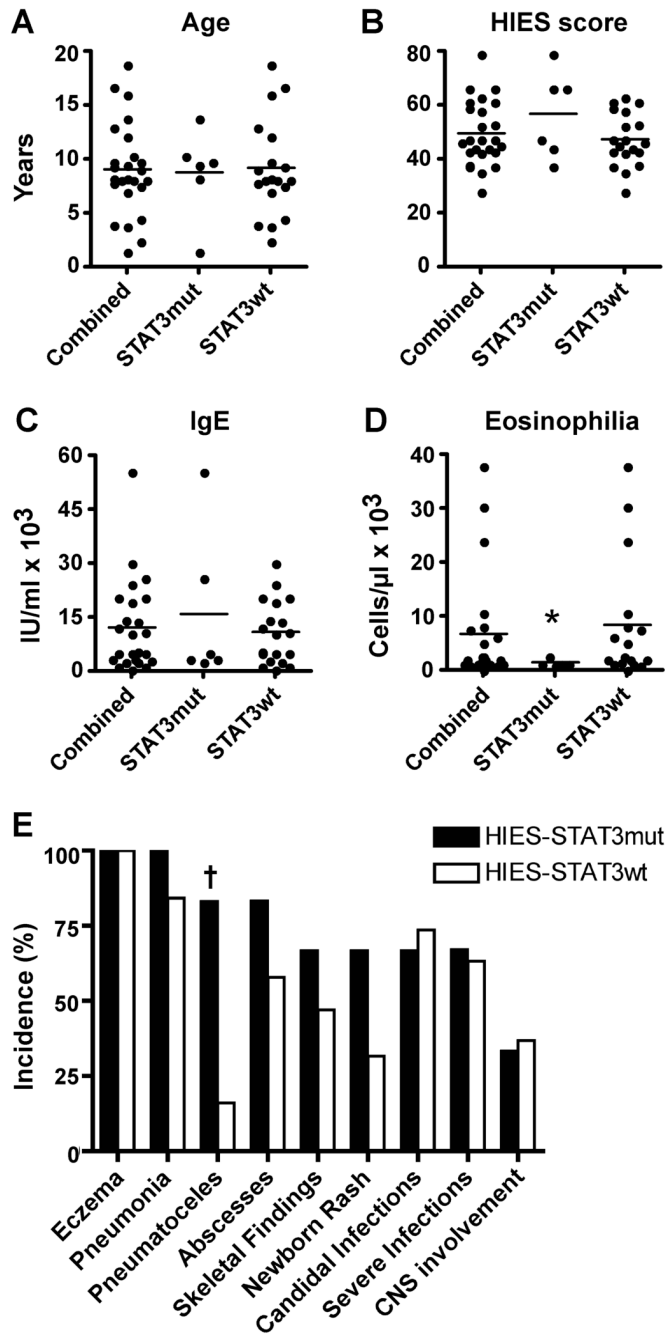 A
Age
20
15
10
5
0
Years
Combined
STAT3mut
STAT3wt
B
HIES score
80
60
40
20
0
Combined
STAT3mut
STAT3wt
C
IgE
60
45
30
15
0
IU/ml x 10³
Combined
STAT3mut
STAT3wt
D
Eosinophilia
40
30
20
10
0
Cells/µl x 10³
*
Combined
STAT3mut
STAT3wt
E
HIES-STAT3mut
HIES-STAT3wt
100
75
50
25
0
Incidence (%)
†
Eczema
Pneumonia
Pneumatoceles
Abscesses
Skeletal Findings
Newborn Rash
Candidal Infections
Severe Infections
CNS involvement